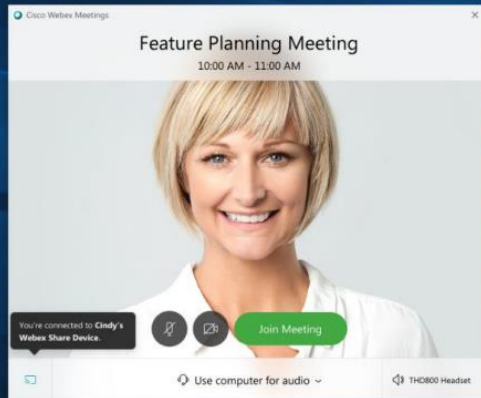 Cisco Webex Meetings
Feature Planning Meeting
10:00 AM - 11:00 AM
You're connected to Cindy's
Webex Share Device.
Join Meeting
Use computer for audio
THD800 Headset